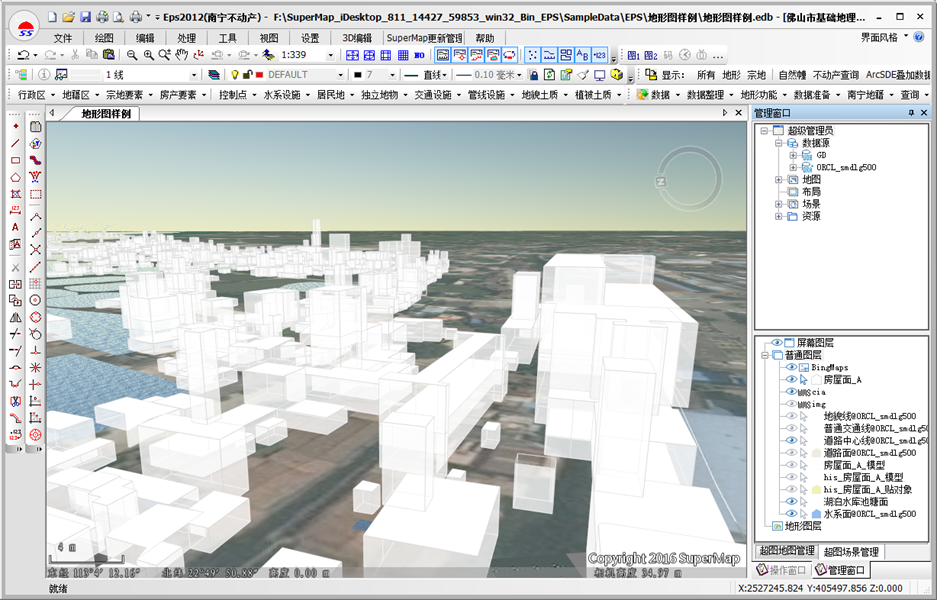 Eps2012(南宁不动产) - F:\SuperMap_iDesktop_811_14427_59853_win32_Bin_EPS\SampleData\EPS\地形图样例\地形图样例.edb - [佛山市基础地理...
文件 绘图 编辑 处理 工具 视图 设置 3D编辑 SuperMap更新管理 帮助 界面风格
1:339 图1 图2
1 线 DEFAULT 7 直线 0.10 毫米 显示: 所有 地形 宗地 自然幢 不动产查询 ArcSDE叠加数据
行政区 地籍区 宗地要素 房产要素 控制点 水系设施 居民地 独立地物 交通设施 管线设施 地貌土质 植被土质 数据 数据整理 地形功能 数据准备 南宁地籍 查询
地形图样例
管理窗口
超级管理员
数据源
GD
ORCL_smdlg500
地图
布局
场景
资源
屏幕图层
普通图层
BingMaps
房屋面_A
cia
img
地貌线@ORCL_smdlg500
普通交通线@ORCL_smdlg50
道路中心线@ORCL_smdlg50
道路面@ORCL_smdlg500
房屋面_A_模型
his_房屋面_A_模型
his_房屋面_A_贴对象
湖泊水库池塘面
水系面@ORCL_smdlg500
地形图层
超图地图管理 超图场景管理
操作窗口 管理窗口
4 m
Copyright 2016 SuperMap
东经 113°4′ 12.16″ 北纬 22°49′ 50.88″ 高度 0.00 m 相机高度 34.97 m
就绪 X:2527245.824 Y:405497.856 Z:0.000